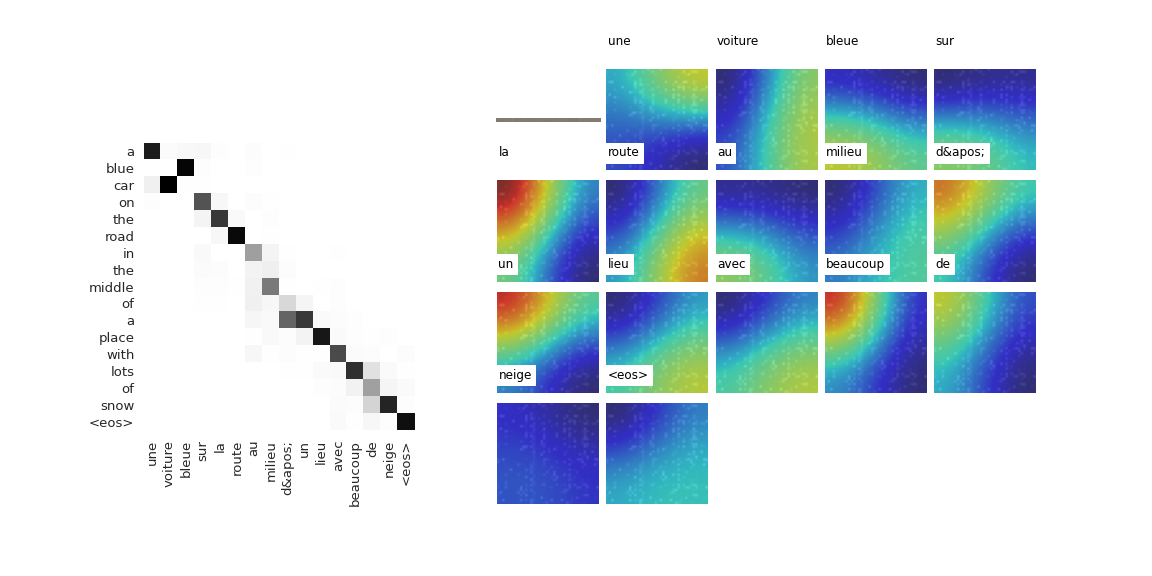 a
blue
car
on
the
road
in
the
middle
of
a
place
with
lots
of
snow
<eos>
une
voiture
bleue
sur
la
route
au
milieu
d&apos;
un
lieu
avec
beaucoup
de
neige
<eos>
une voiture bleue sur
la route au milieu d&apos;
un lieu avec beaucoup de
neige <eos>